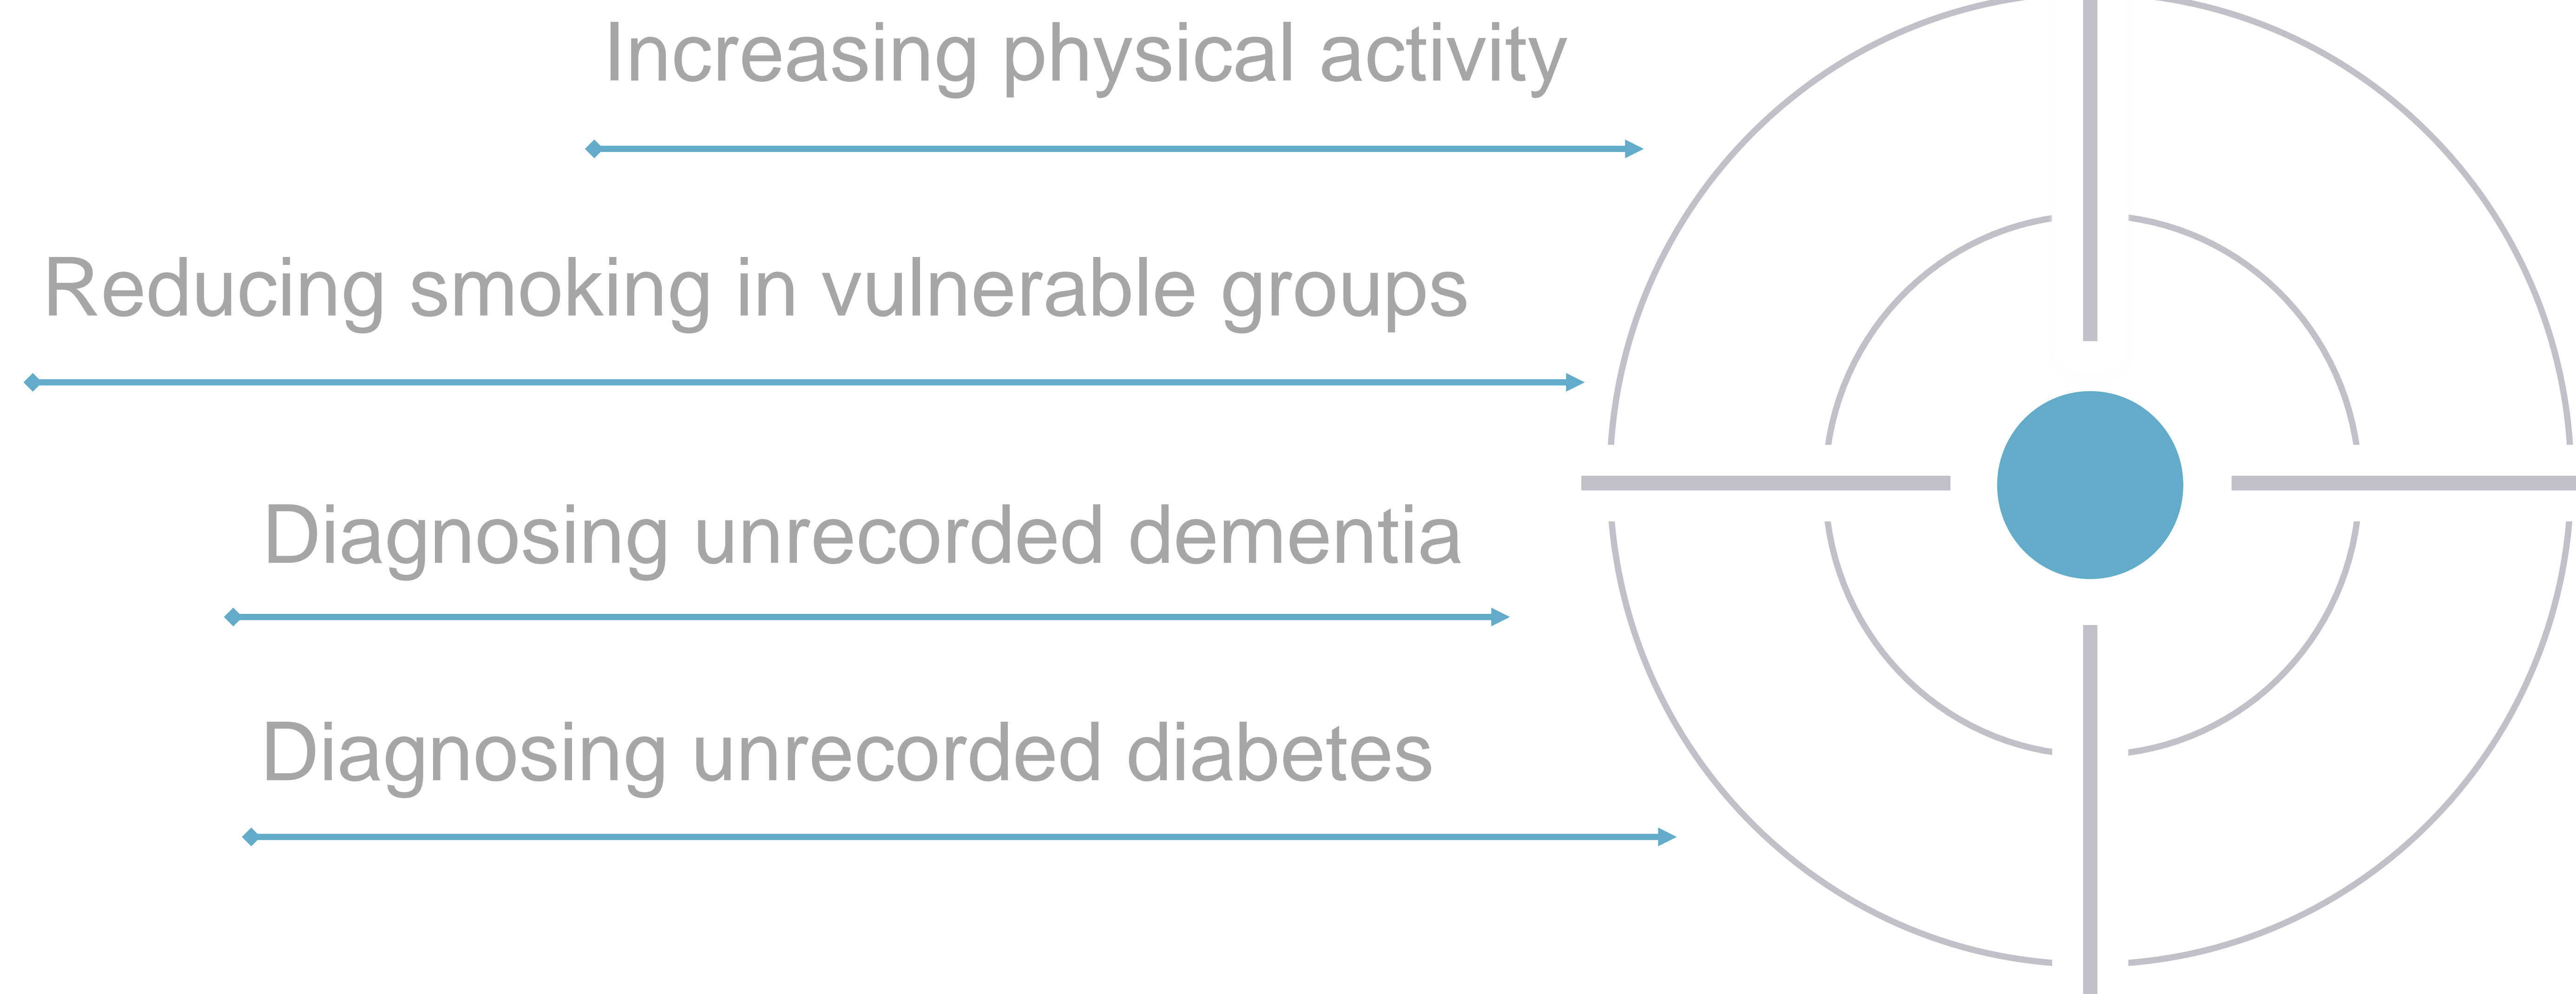 Increasing physical activity
Reducing smoking in vulnerable groups
Diagnosing unrecorded dementia
Diagnosing unrecorded diabetes